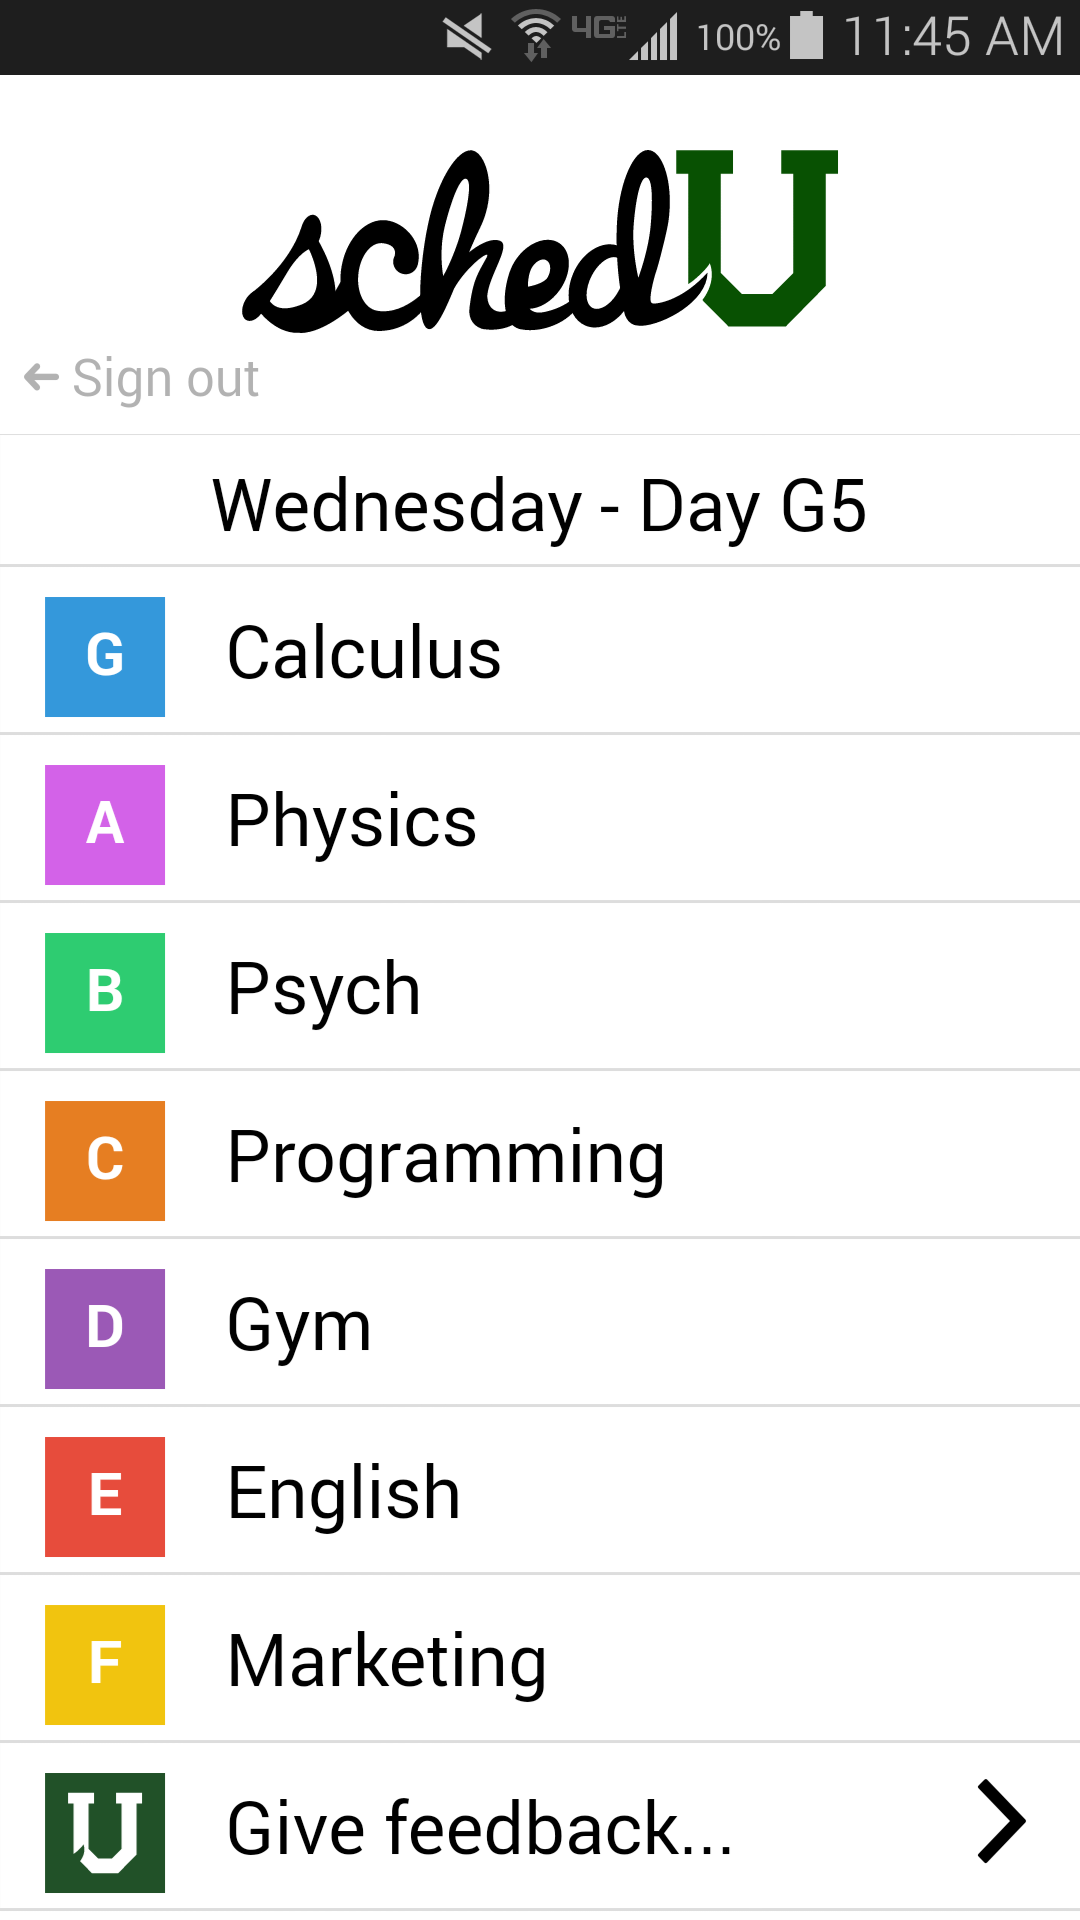 4G LTE 100% 11:45 AM
schedU
Sign out
Wednesday - Day G5
G Calculus
A Physics
B Psych
C Programming
D Gym
E English
F Marketing
U Give feedback...